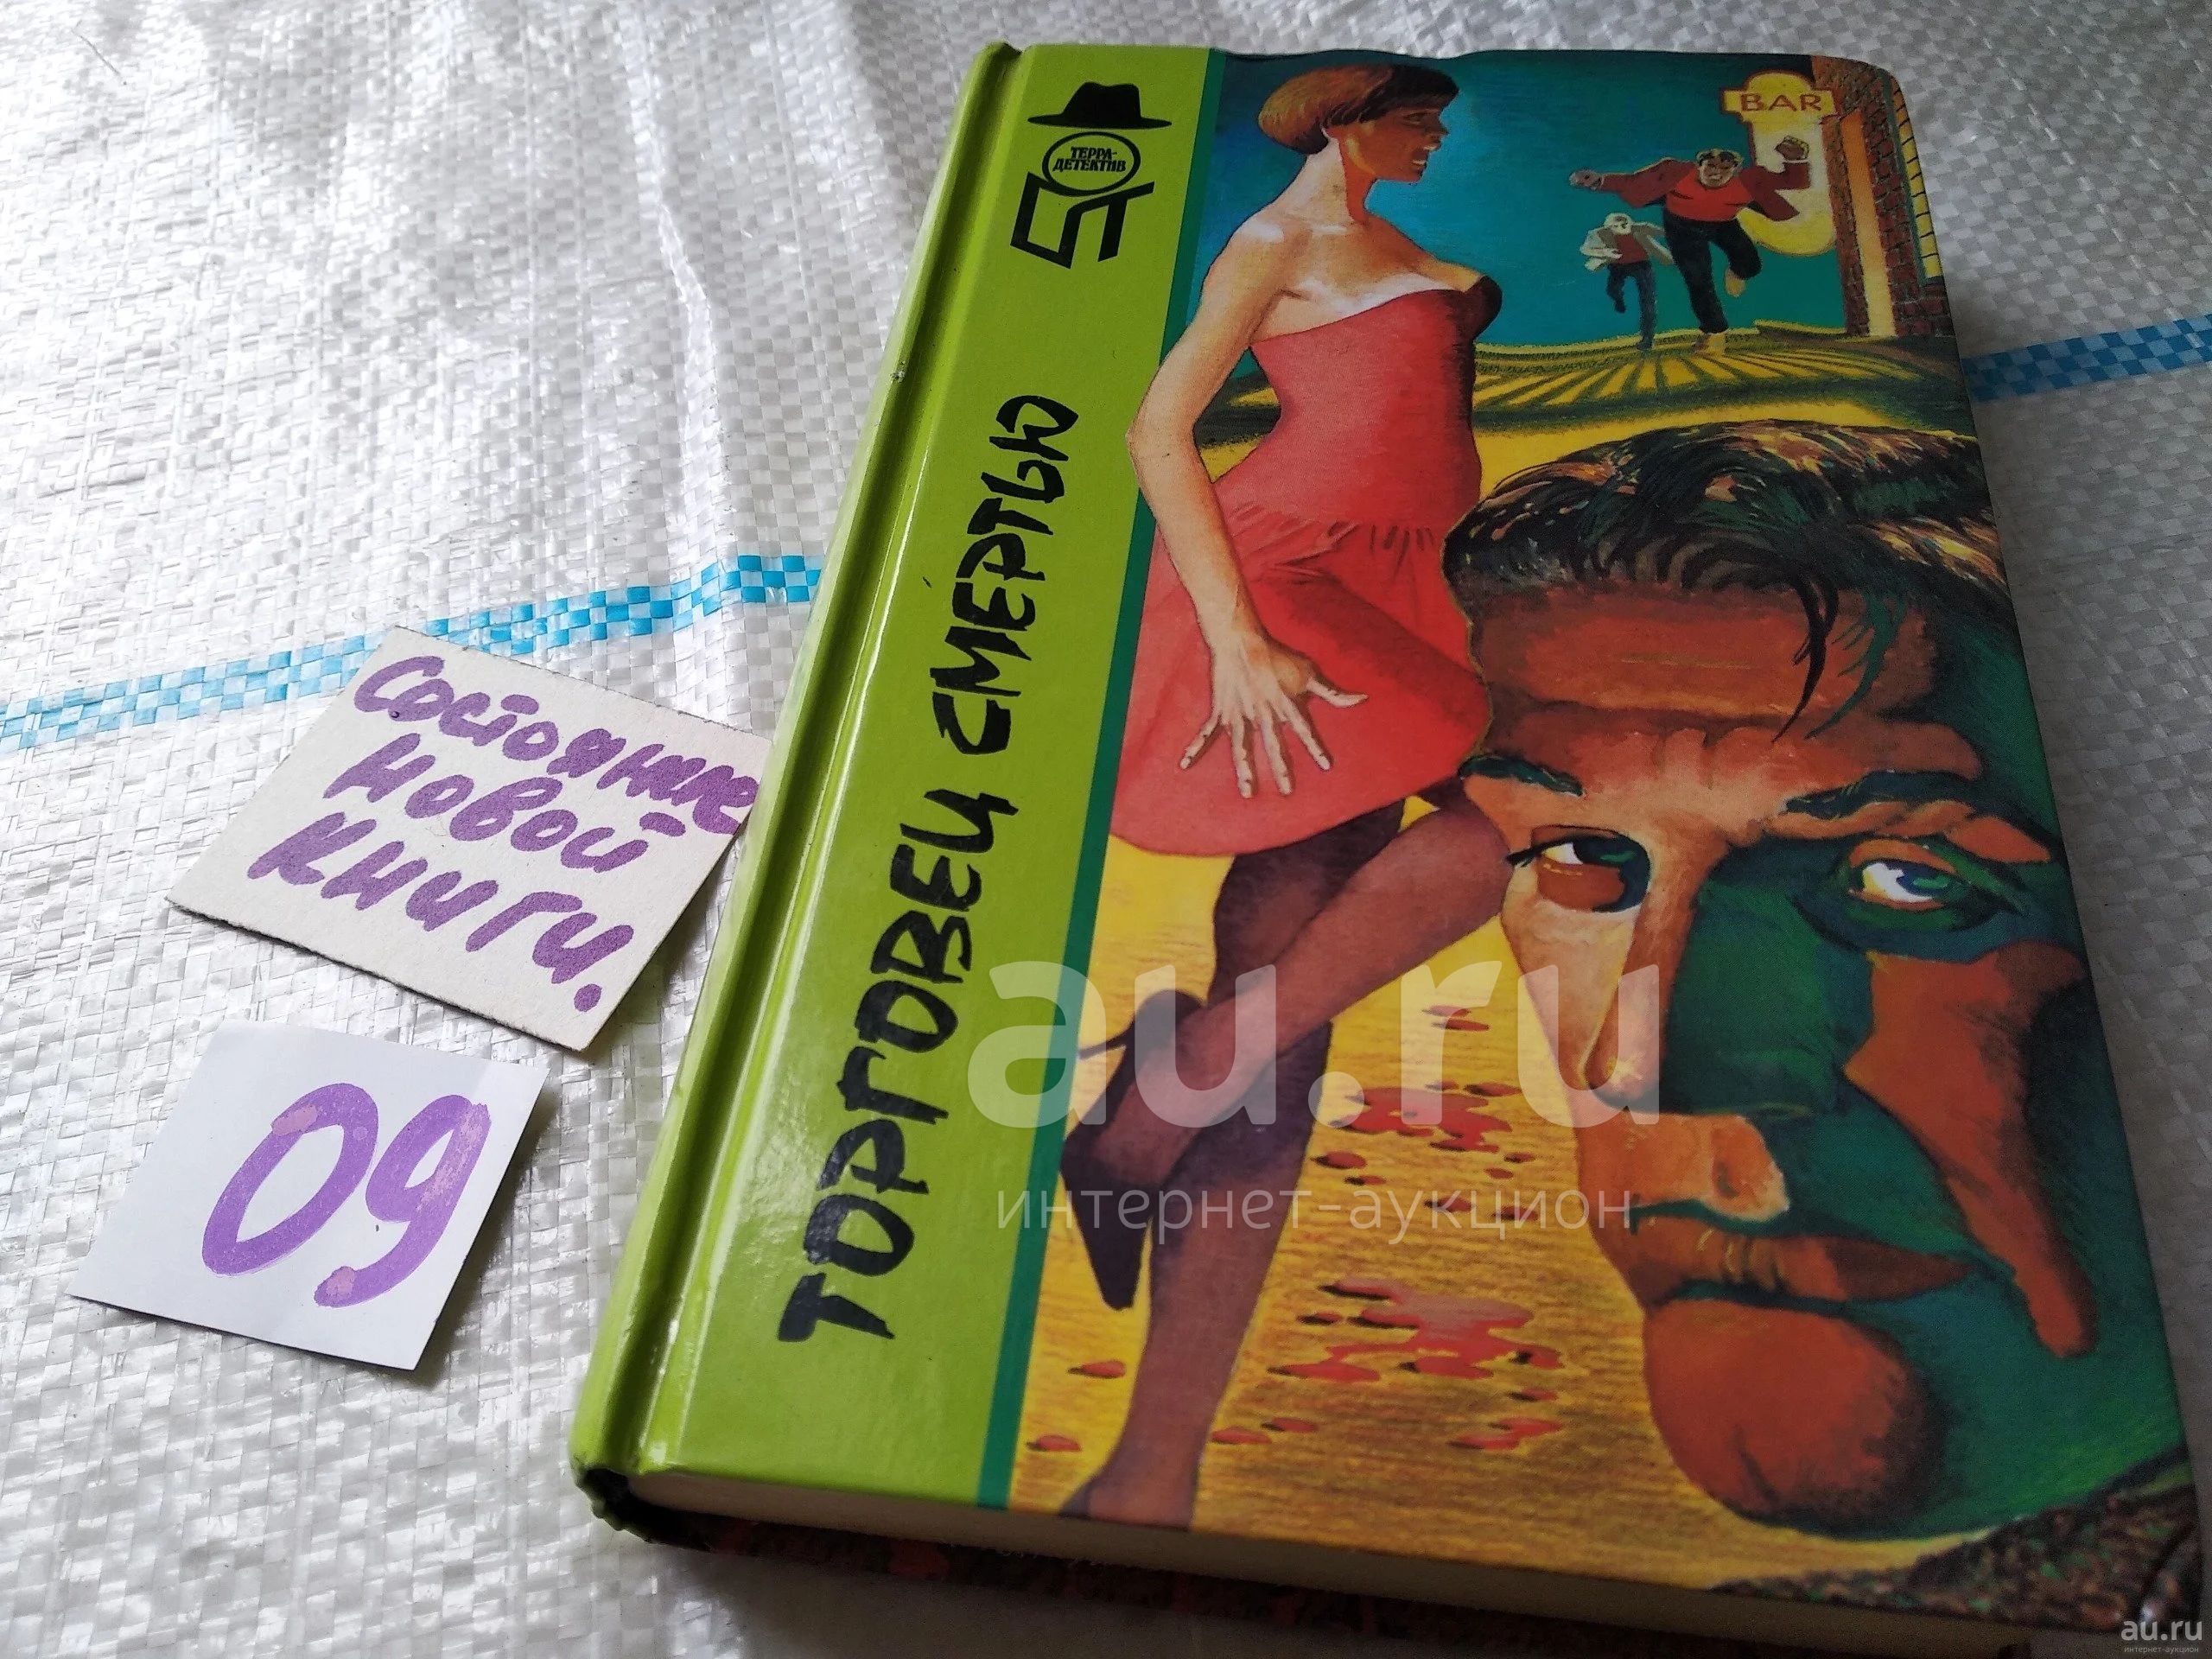 ТЕРРА-
ДЕТЕКТИВ
BAR
ТОРГОВЕЦ СМЕРТЬЮ
Состояние
новой
книги.
09
au.ru
интернет-аукцион
au.ru
интернет-аукцион